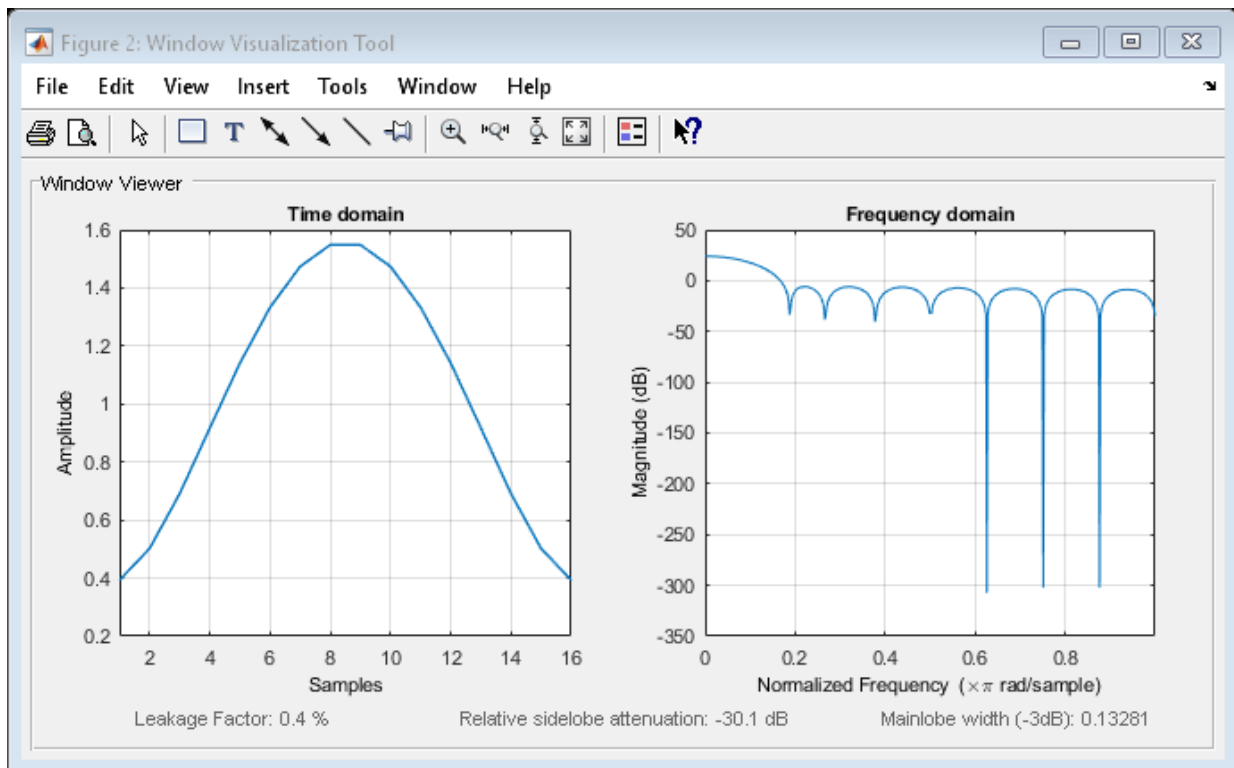 Figure 2: Window Visualization Tool
File Edit View Insert Tools Window Help
T ?
Window Viewer
Time domain
1.6
1.4
1.2
1
0.8
0.6
0.4
0.2
Amplitude
2 4 6 8 10 12 14 16
Samples
Frequency domain
50
0
-50
-100
-150
-200
-250
-300
-350
Magnitude (dB)
0 0.2 0.4 0.6 0.8
Normalized Frequency (×π rad/sample)
Leakage Factor: 0.4 % Relative sidelobe attenuation: -30.1 dB Mainlobe width (-3dB): 0.13281